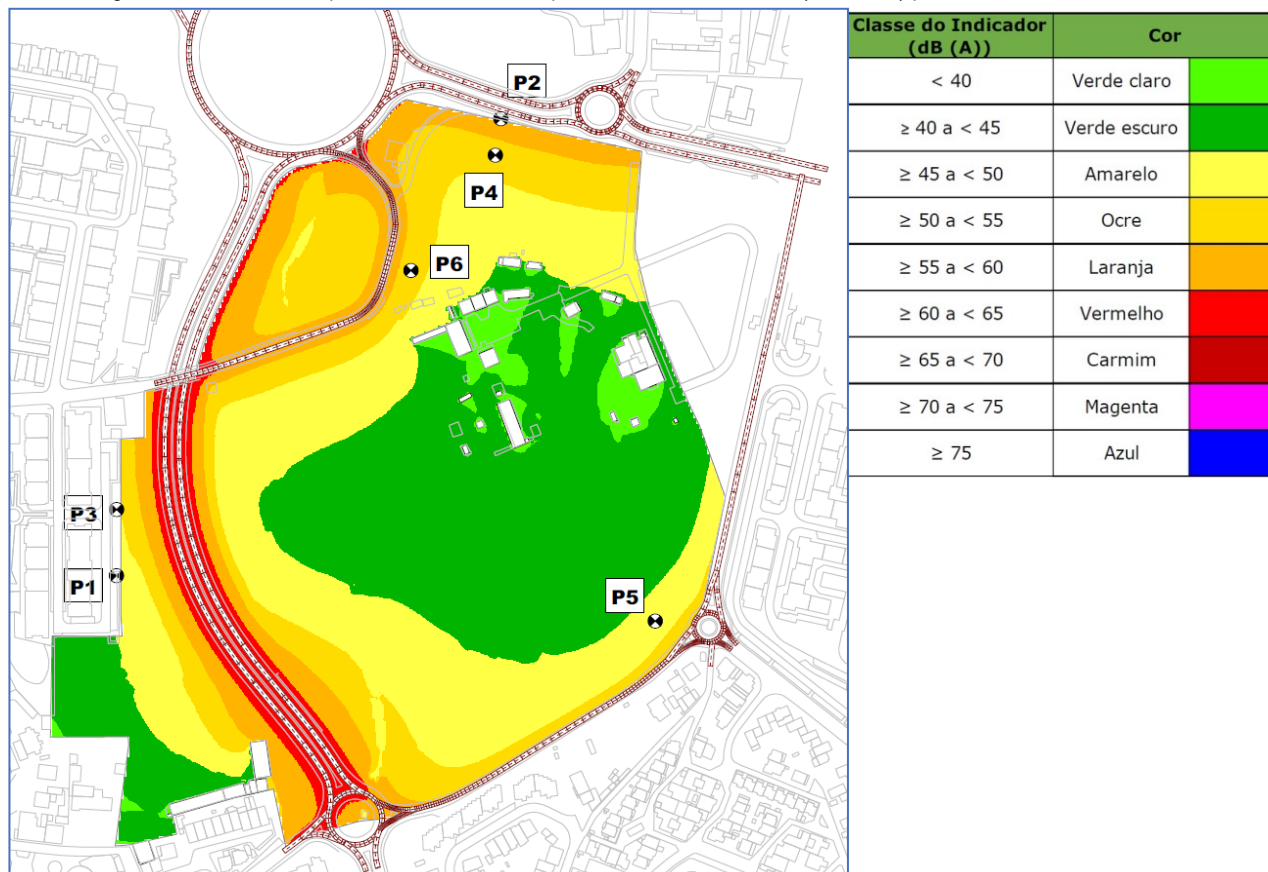 Classe do Indicador
(dB (A))
Cor
< 40
Verde claro
≥ 40 a < 45
Verde escuro
≥ 45 a < 50
Amarelo
≥ 50 a < 55
Ocre
≥ 55 a < 60
Laranja
≥ 60 a < 65
Vermelho
≥ 65 a < 70
Carmim
≥ 70 a < 75
Magenta
≥ 75
Azul
P2
P4
P6
P3
P1
P5